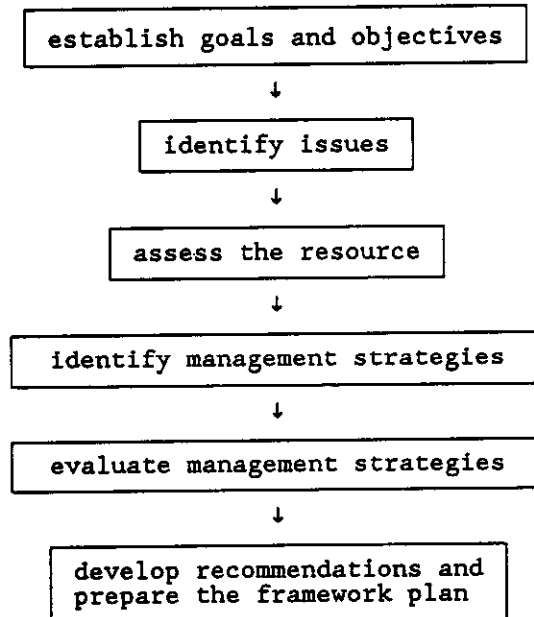 establish goals and objectives
↓
identify issues
↓
assess the resource
↓
identify management strategies
↓
evaluate management strategies
↓
develop recommendations and
prepare the framework plan